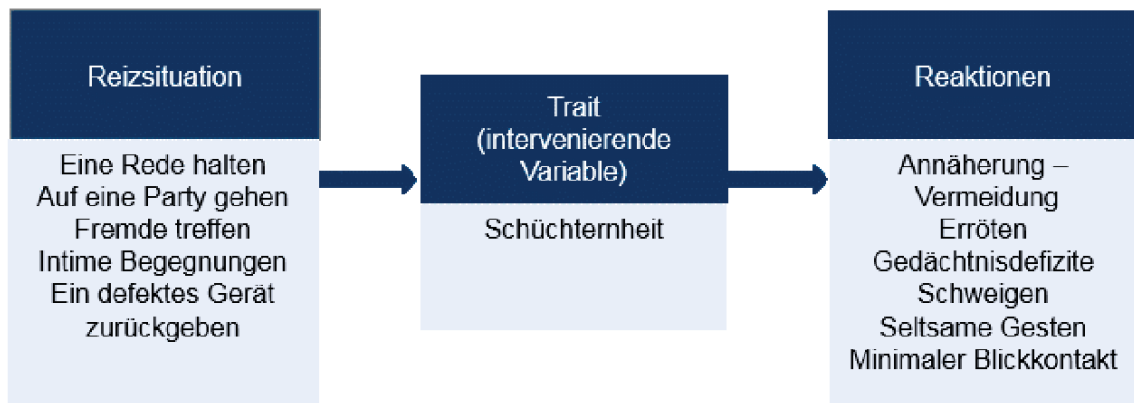 Reizsituation
Eine Rede halten
Auf eine Party gehen
Fremde treffen
Intime Begegnungen
Ein defektes Gerät
zurückgeben
Trait
(intervenierende
Variable)
Schüchternheit
Reaktionen
Annäherung –
Vermeidung
Erröten
Gedächtnisdefizite
Schweigen
Seltsame Gesten
Minimaler Blickkontakt